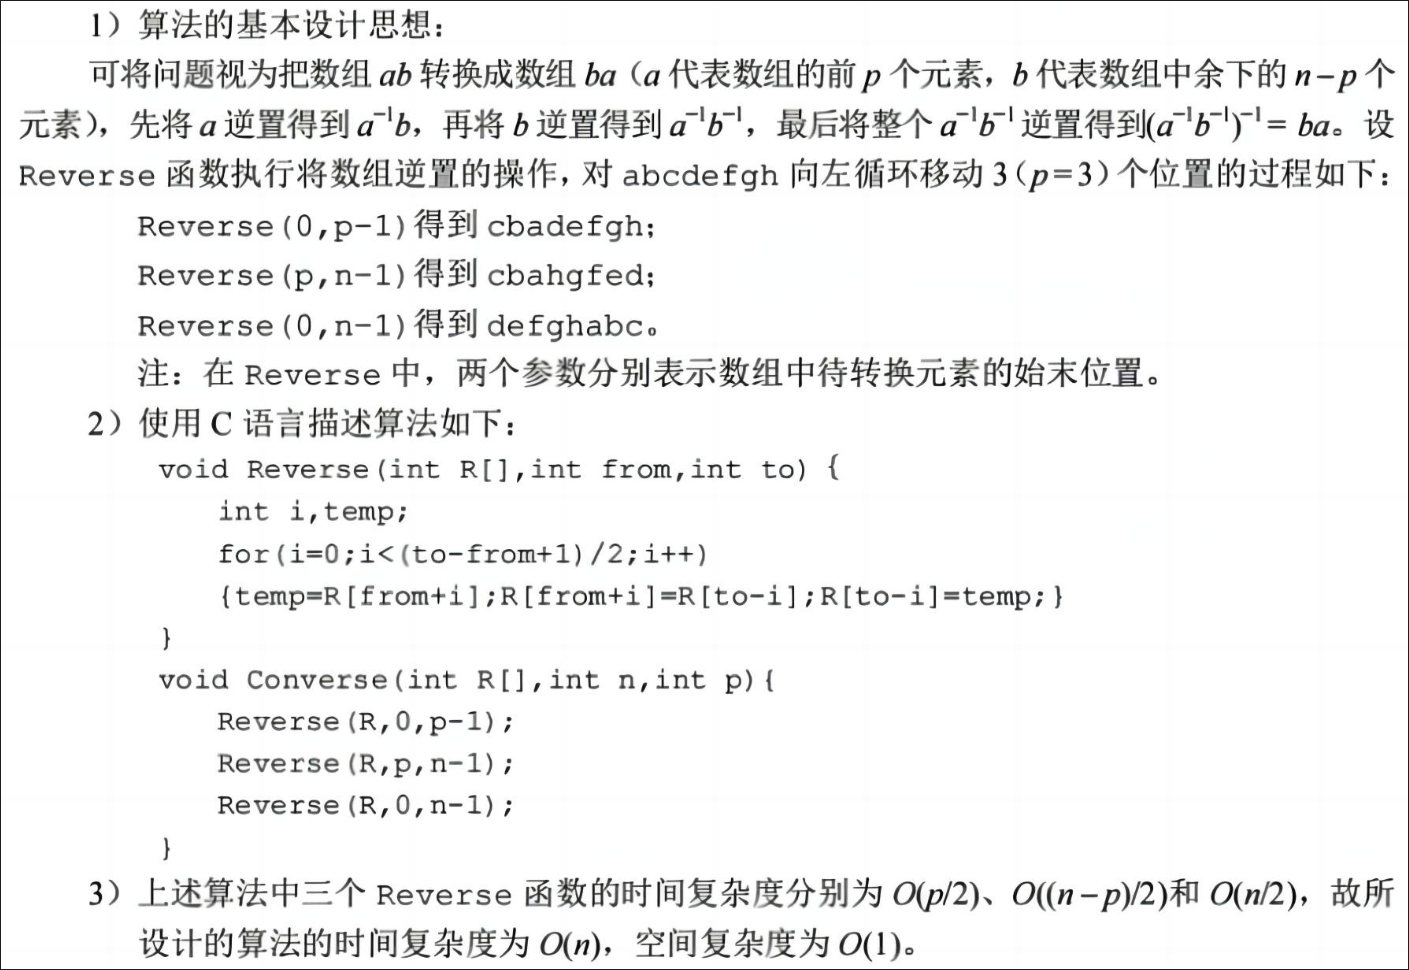 1）算法的基本设计思想：
可将问题视为把数组 ab 转换成数组 ba（a 代表数组的前 p 个元素，b 代表数组中余下的 n−p 个
元素），先将 a 逆置得到 a⁻¹b，再将 b 逆置得到 a⁻¹b⁻¹，最后将整个 a⁻¹b⁻¹ 逆置得到(a⁻¹b⁻¹)⁻¹ = ba。设
Reverse 函数执行将数组逆置的操作，对 abcdefgh 向左循环移动 3（p=3）个位置的过程如下：
Reverse(0,p-1)得到 cbadefgh；
Reverse(p,n-1)得到 cbahgfed；
Reverse(0,n-1)得到 defghabc。
注：在 Reverse 中，两个参数分别表示数组中待转换元素的始末位置。
2）使用 C 语言描述算法如下：
void Reverse(int R[],int from,int to) {
int i,temp;
for(i=0;i<(to-from+1)/2;i++)
{temp=R[from+i];R[from+i]=R[to-i];R[to-i]=temp;}
}
void Converse(int R[],int n,int p){
Reverse(R,0,p-1);
Reverse(R,p,n-1);
Reverse(R,0,n-1);
}
3）上述算法中三个 Reverse 函数的时间复杂度分别为 O(p/2)、O((n−p)/2)和 O(n/2)，故所
设计的算法的时间复杂度为 O(n)，空间复杂度为 O(1)。